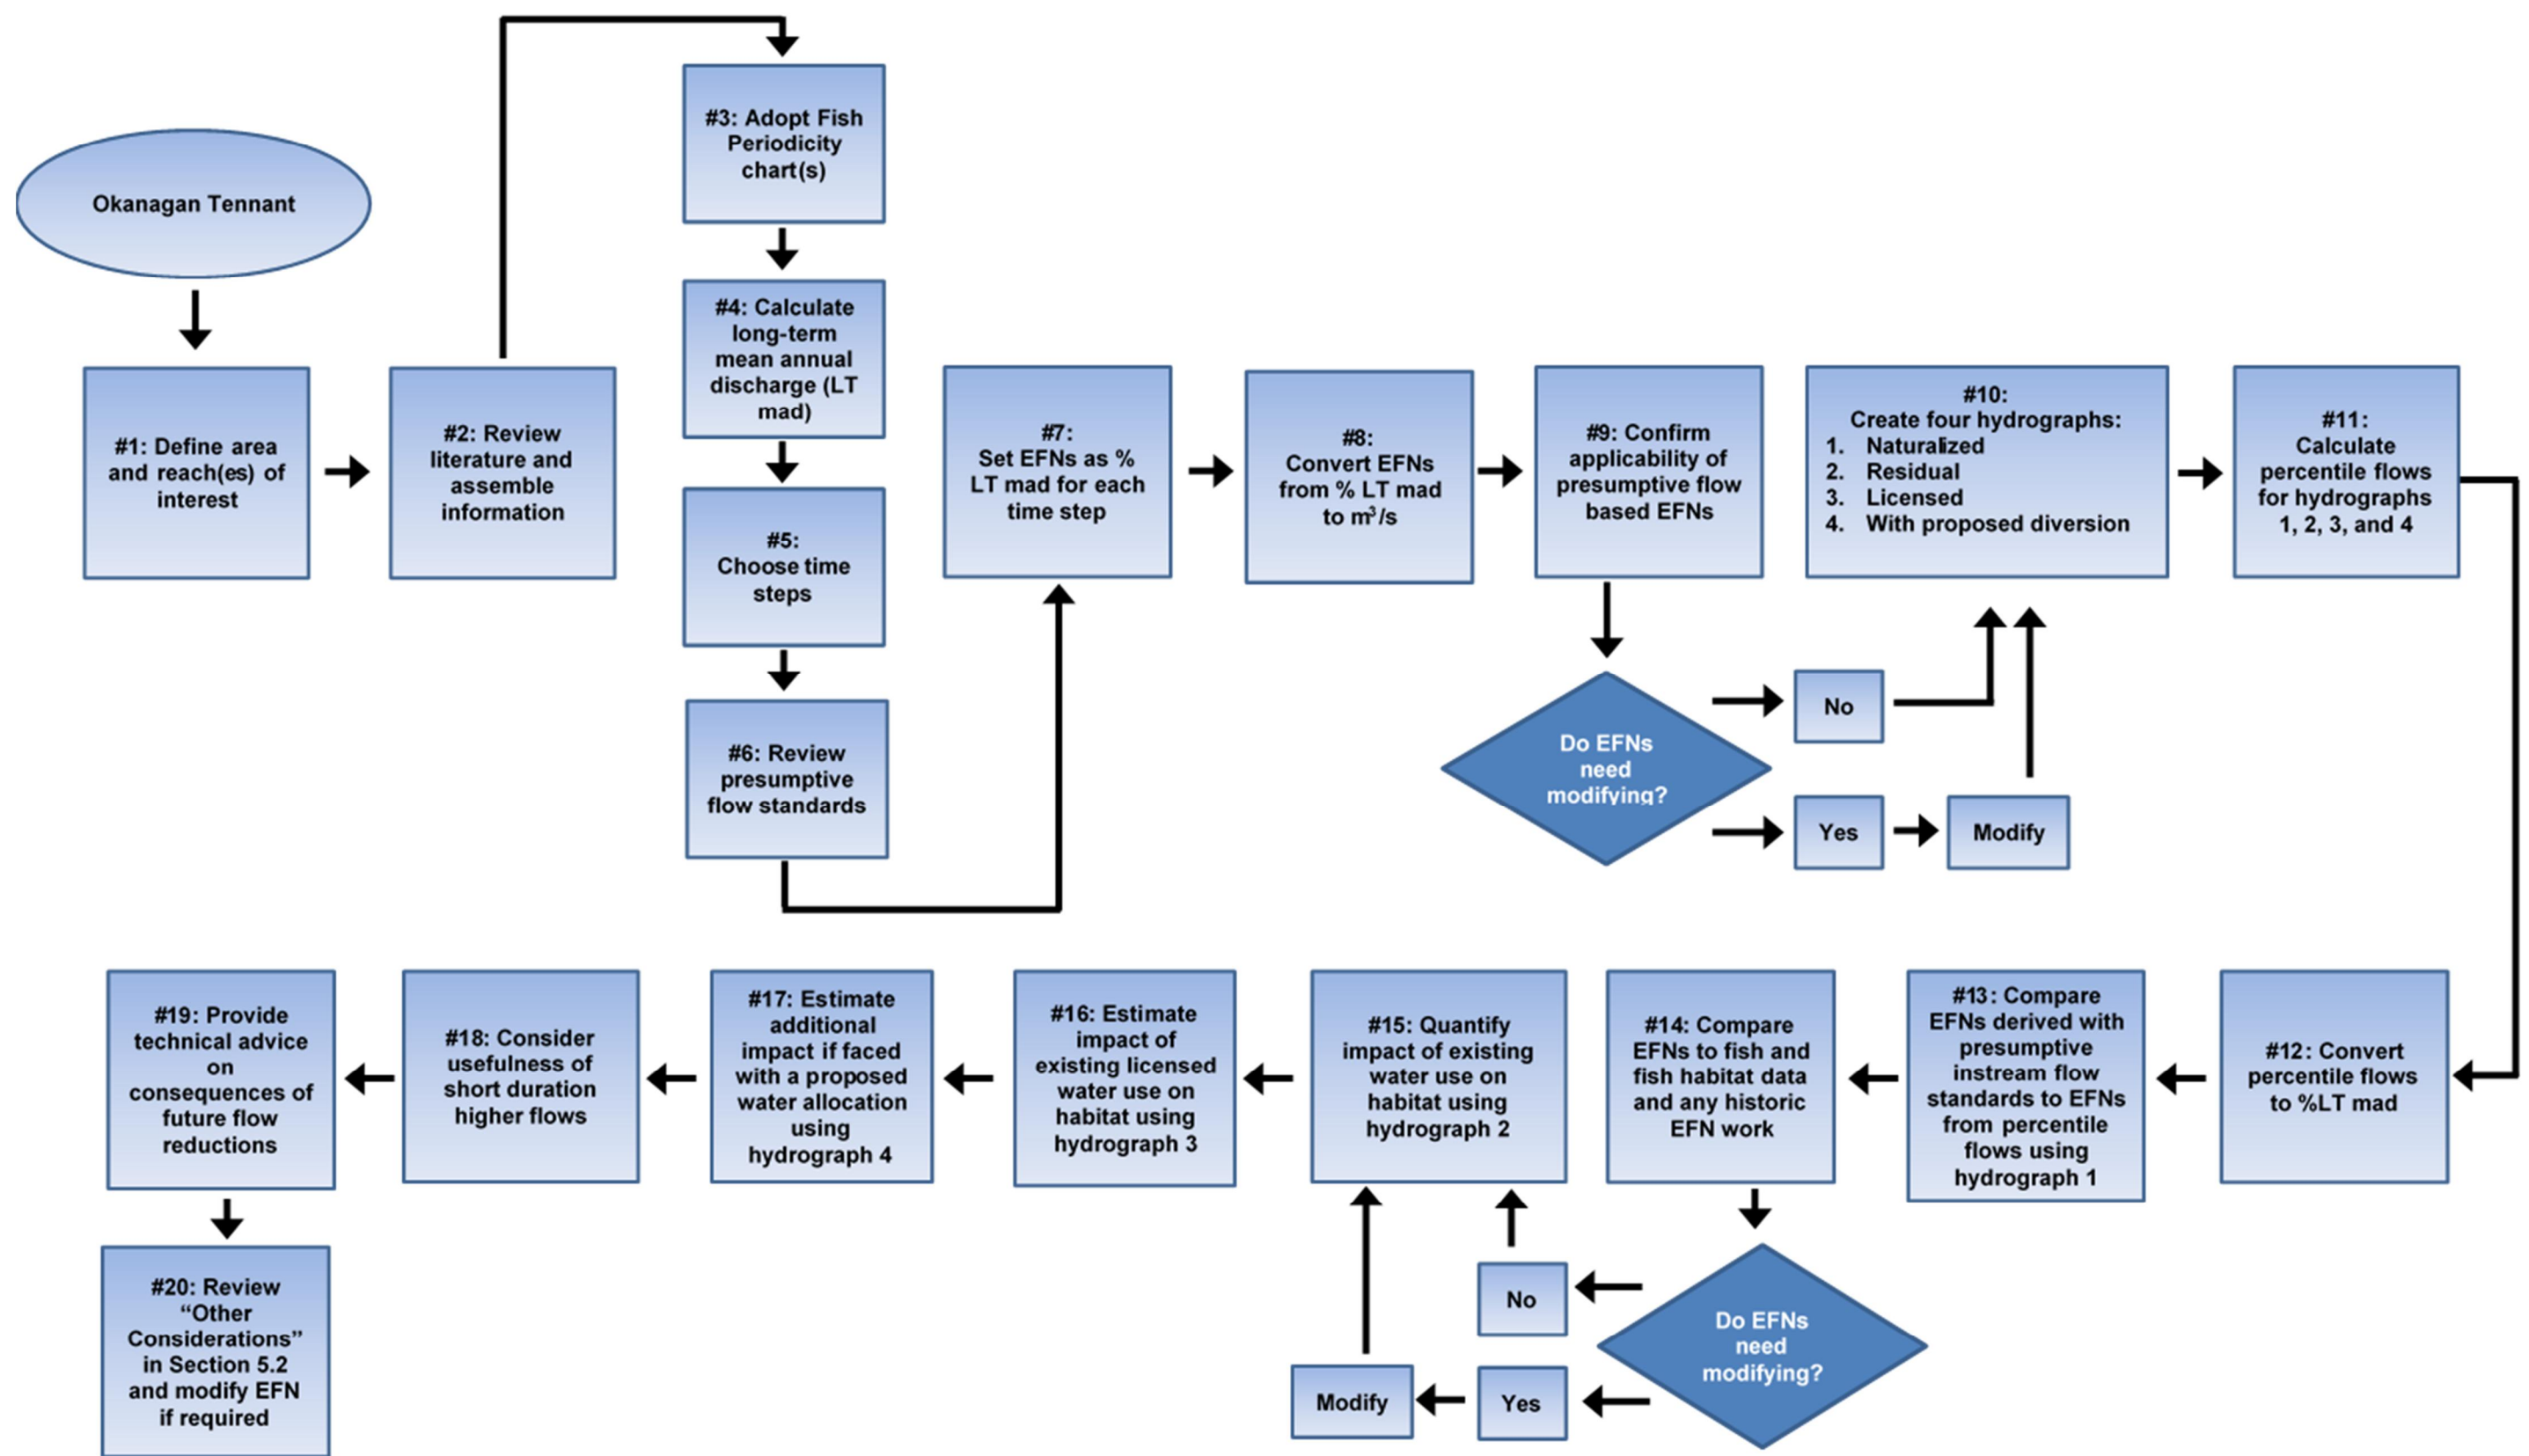 Okanagan Tennant
#1: Define area
and reach(es) of
interest
#2: Review
literature and
assemble
information
#3: Adopt Fish
Periodicity
chart(s)
#4: Calculate
long-term
mean annual
discharge (LT
mad)
#5:
Choose time
steps
#6: Review
presumptive
flow standards
#7:
Set EFNs as %
LT mad for each
time step
#8:
Convert EFNs
from % LT mad
to m³/s
#9: Confirm
applicability of
presumptive flow
based EFNs
Do EFNs
need
modifying?
No
Yes
Modify
#10:
Create four hydrographs:
1. Naturalized
2. Residual
3. Licensed
4. With proposed diversion
#11:
Calculate
percentile flows
for hydrographs
1, 2, 3, and 4
#12: Convert
percentile flows
to %LT mad
#13: Compare
EFNs derived with
presumptive
instream flow
standards to EFNs
from percentile
flows using
hydrograph 1
#14: Compare
EFNs to fish and
fish habitat data
and any historic
EFN work
Do EFNs
need
modifying?
No
Yes
Modify
#15: Quantify
impact of existing
water use on
habitat using
hydrograph 2
#16: Estimate
impact of
existing licensed
water use on
habitat using
hydrograph 3
#17: Estimate
additional
impact if faced
with a proposed
water allocation
using
hydrograph 4
#18: Consider
usefulness of
short duration
higher flows
#19: Provide
technical advice
on
consequences of
future flow
reductions
#20: Review
“Other
Considerations”
in Section 5.2
and modify EFN
if required